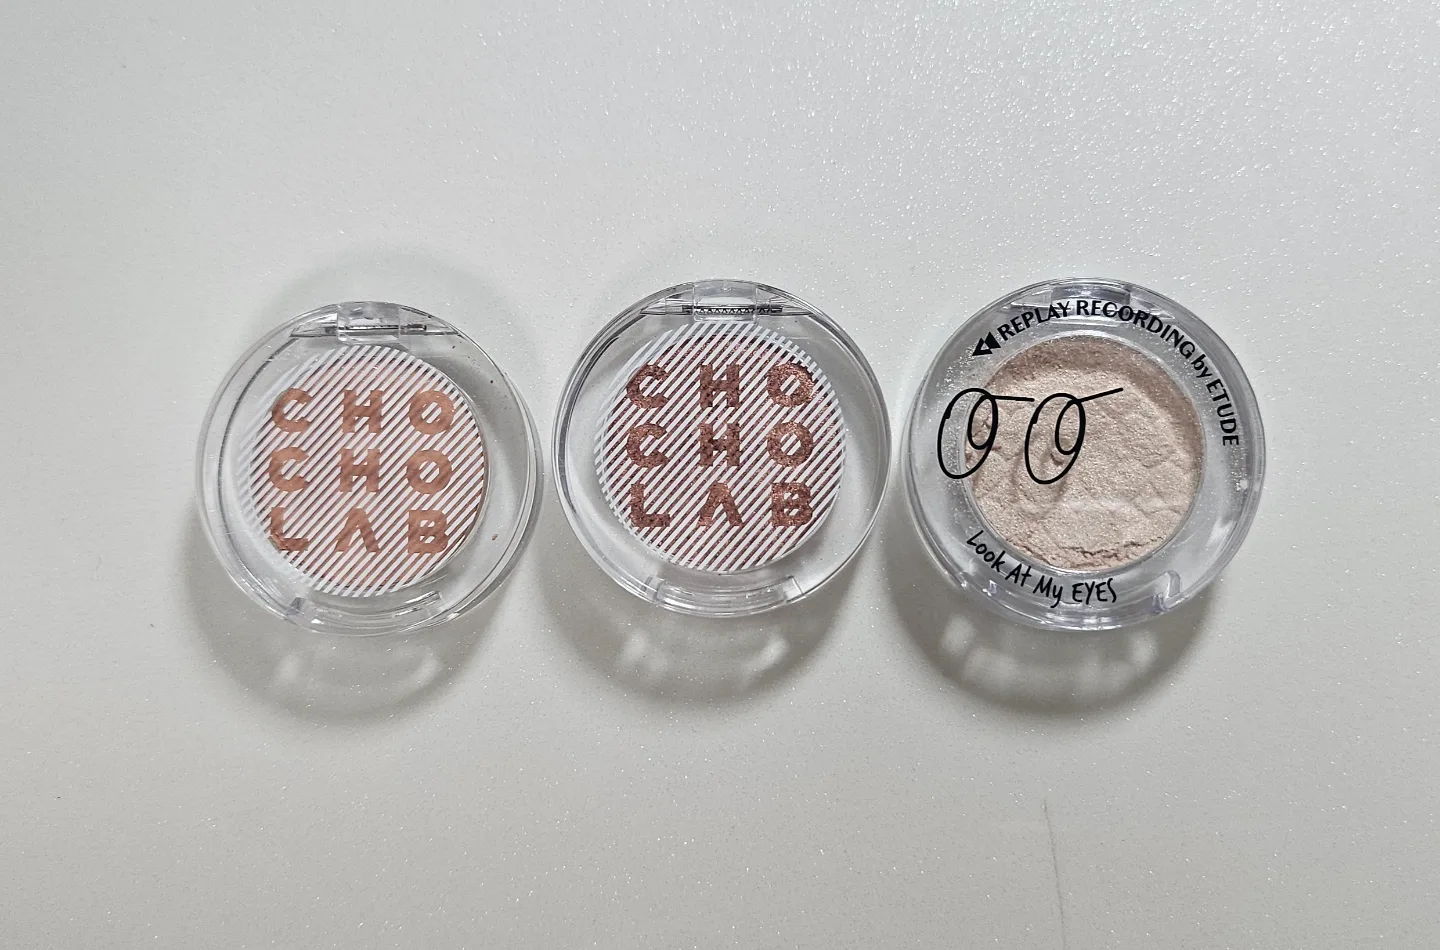 CHO
CHO
LAB
CHO
CHO
LAB
REPLAY RECORDING by ETUDE
Look At My EYES